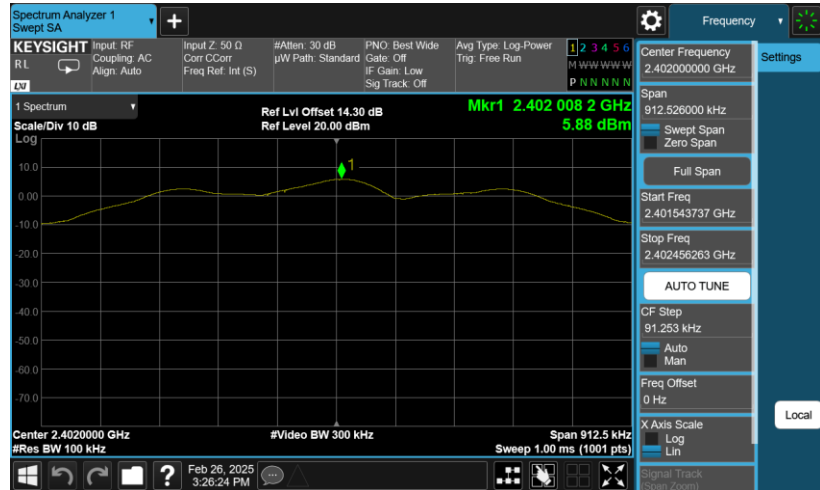 Spectrum Analyzer 1
Swept SA
+
Frequency
KEYSIGHT
RL
LXI
Input: RF
Coupling: AC
Align: Auto
Input Z: 50 Ω
Corr CCorr
Freq Ref: Int (S)
#Atten: 30 dB
µW Path: Standard
PNO: Best Wide
Gate: Off
IF Gain: Low
Sig Track: Off
Avg Type: Log-Power
Trig: Free Run
1 2 3 4 5 6
M W W W W W
P N N N N N
1 Spectrum
Scale/Div 10 dB
Log
Ref Lvl Offset 14.30 dB
Ref Level 20.00 dBm
Mkr1 2.402 008 2 GHz
5.88 dBm
1
10.0
0.00
-10.0
-20.0
-30.0
-40.0
-50.0
-60.0
-70.0
Center 2.4020000 GHz
#Res BW 100 kHz
#Video BW 300 kHz
Span 912.5 kHz
Sweep 1.00 ms (1001 pts)
Feb 26, 2025
3:26:24 PM
?
Center Frequency
2.402000000 GHz
Span
912.526000 kHz
Swept Span
Zero Span
Full Span
Start Freq
2.401543737 GHz
Stop Freq
2.402456263 GHz
AUTO TUNE
CF Step
91.253 kHz
Auto
Man
Freq Offset
0 Hz
X Axis Scale
Log
Lin
Signal Track
(Span Zoom)
Settings
Local